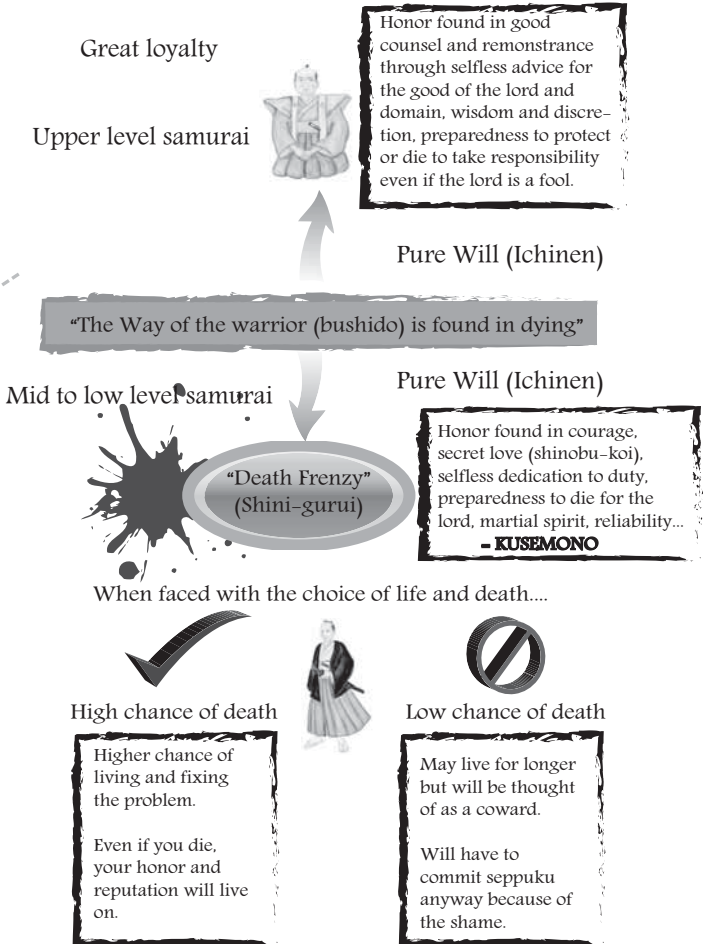 Great loyalty
Upper level samurai
Honor found in good
counsel and remonstrance
through selfless advice for
the good of the lord and
domain, wisdom and discre-
tion, preparedness to protect
or die to take responsibility
even if the lord is a fool.
Pure Will (Ichinen)
“The Way of the warrior (bushido) is found in dying”
Pure Will (Ichinen)
Mid to low level samurai
“Death Frenzy”
(Shini-gurui)
Honor found in courage,
secret love (shinobu-koi),
selfless dedication to duty,
preparedness to die for the
lord, martial spirit, reliability...
– KUSEMONO
When faced with the choice of life and death....
High chance of death
Higher chance of
living and fixing
the problem.
Even if you die,
your honor and
reputation will live
on.
Low chance of death
May live for longer
but will be thought
of as a coward.
Will have to
commit seppuku
anyway because of
the shame.